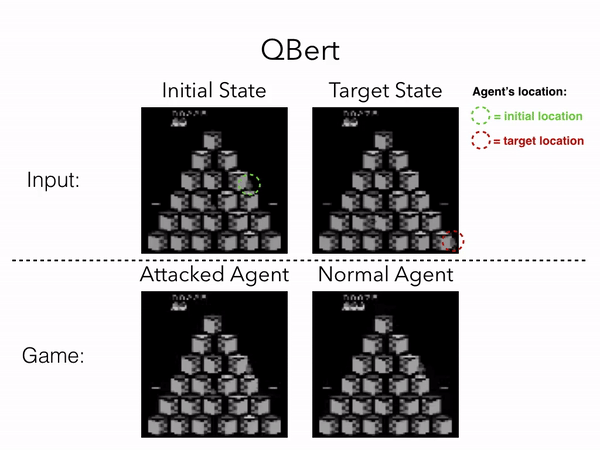 QBert
Initial State
Target State
Agent's location:
= initial location
= target location
Input:
Attacked Agent
Normal Agent
Game: